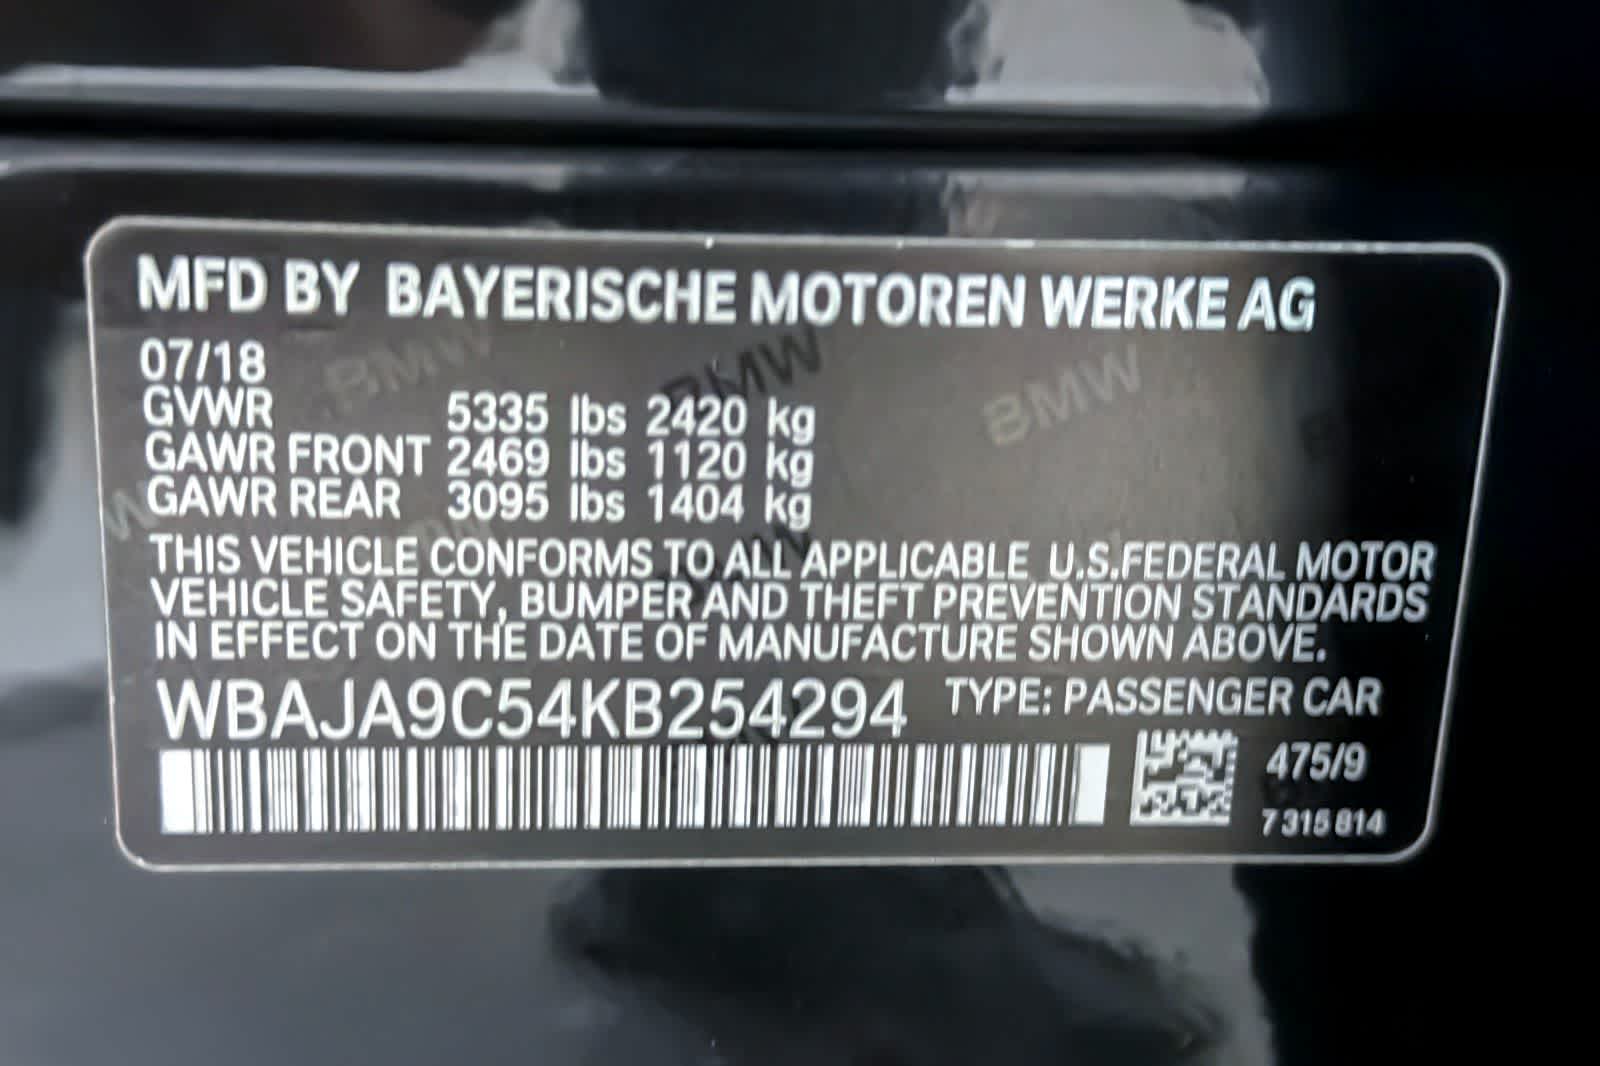 MFD BY BAYERISCHE MOTOREN WERKE AG
07/18
GVWR 5335 lbs 2420 kg
GAWR FRONT 2469 lbs 1120 kg
GAWR REAR 3095 lbs 1404 kg
THIS VEHICLE CONFORMS TO ALL APPLICABLE U.S.FEDERAL MOTOR
VEHICLE SAFETY, BUMPER AND THEFT PREVENTION STANDARDS
IN EFFECT ON THE DATE OF MANUFACTURE SHOWN ABOVE.
WBAJA9C54KB254294 TYPE: PASSENGER CAR
475/9
7 315 814
BMW
BMW
BMW